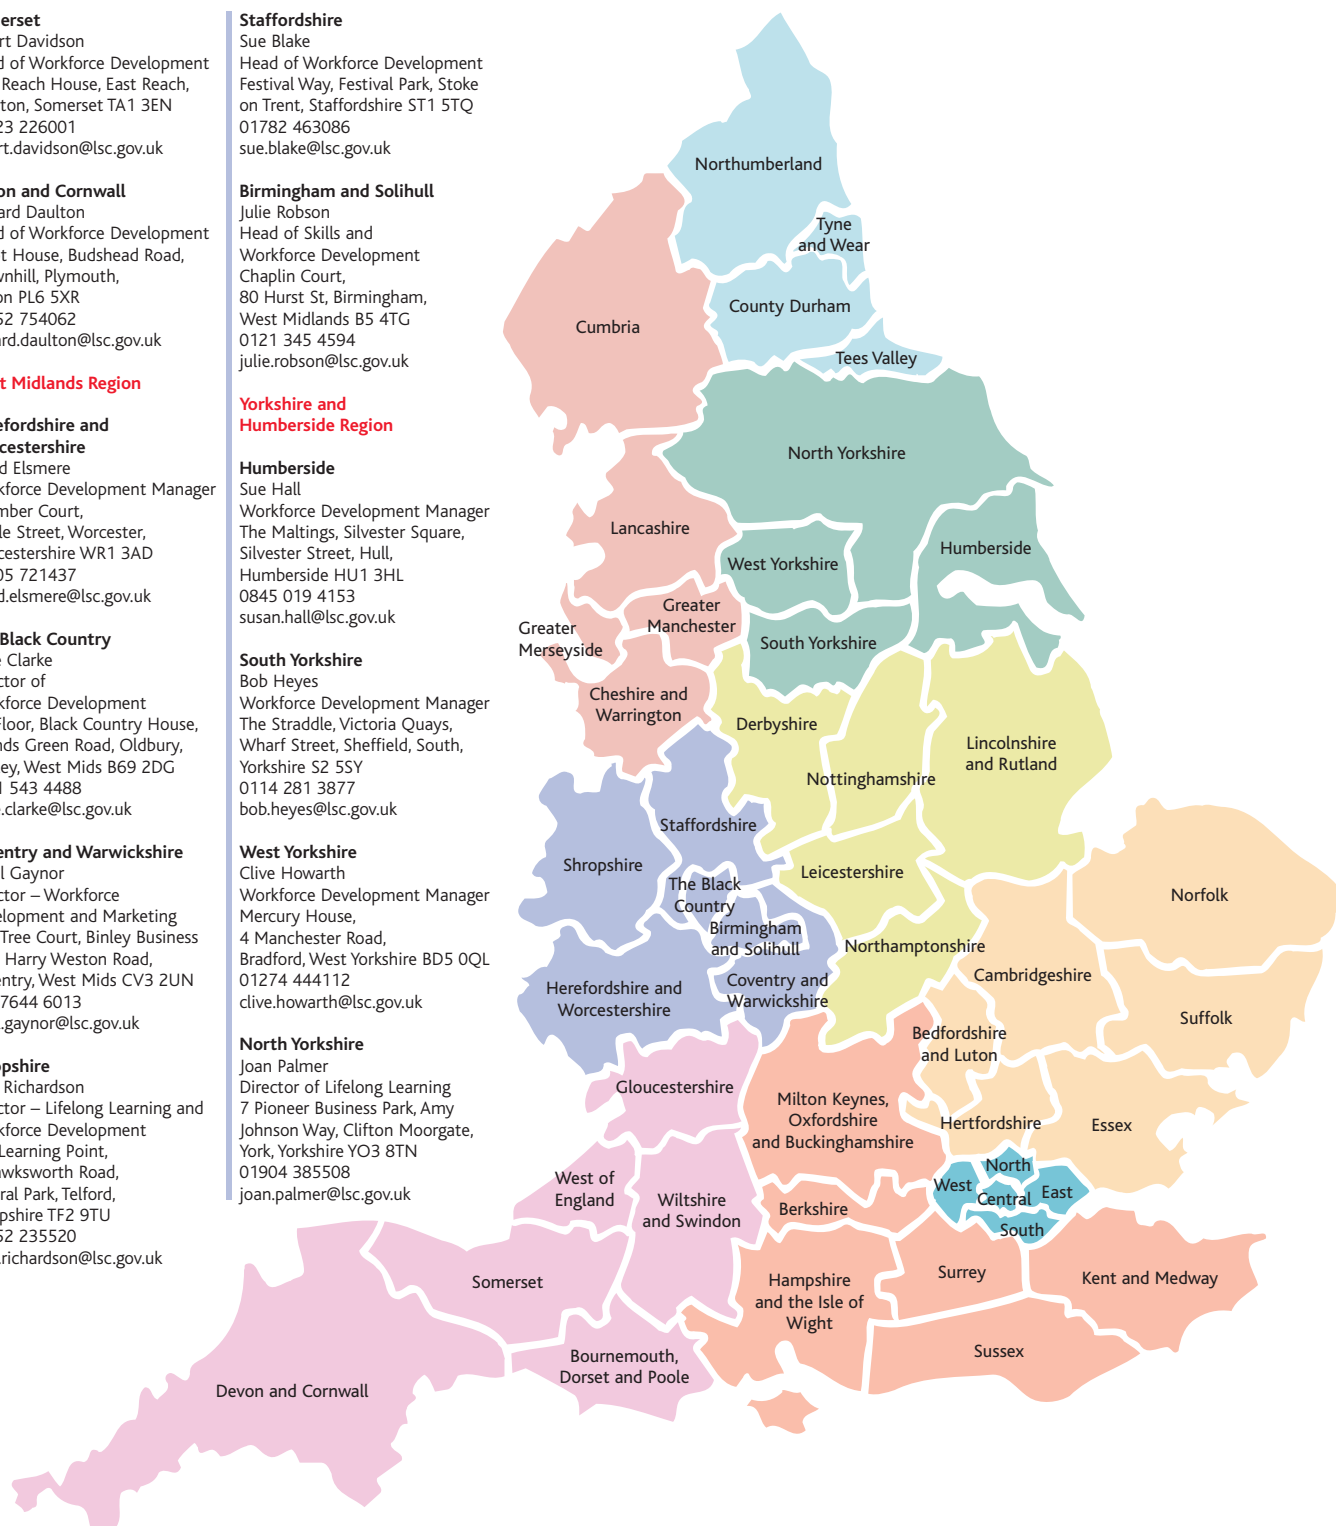 erset
rt Davidson
d of Workforce Development
Reach House, East Reach,
ton, Somerset TA1 3EN
23 226001
rt.davidson@lsc.gov.uk
on and Cornwall
ard Daulton
d of Workforce Development
t House, Budshead Road,
wnhill, Plymouth,
on PL6 5XR
52 754062
ard.daulton@lsc.gov.uk
t Midlands Region
efordshire and
cestershire
d Elsmere
kforce Development Manager
mber Court,
le Street, Worcester,
cestershire WR1 3AD
05 721437
d.elsmere@lsc.gov.uk
Black Country
e Clarke
ctor of
kforce Development
Floor, Black Country House,
nds Green Road, Oldbury,
ley, West Mids B69 2DG
1 543 4488
.clarke@lsc.gov.uk
entry and Warwickshire
l Gaynor
ctor – Workforce
elopment and Marketing
Tree Court, Binley Business
Harry Weston Road,
entry, West Mids CV3 2UN
7644 6013
.gaynor@lsc.gov.uk
opshire
Richardson
ctor – Lifelong Learning and
kforce Development
Learning Point,
awksworth Road,
ral Park, Telford,
pshire TF2 9TU
52 235520
.richardson@lsc.gov.uk
Staffordshire
Sue Blake
Head of Workforce Development
Festival Way, Festival Park, Stoke
on Trent, Staffordshire ST1 5TQ
01782 463086
sue.blake@lsc.gov.uk
Birmingham and Solihull
Julie Robson
Head of Skills and
Workforce Development
Chaplin Court,
80 Hurst St, Birmingham,
West Midlands B5 4TG
0121 345 4594
julie.robson@lsc.gov.uk
Yorkshire and
Humberside Region
Humberside
Sue Hall
Workforce Development Manager
The Maltings, Silvester Square,
Silvester Street, Hull,
Humberside HU1 3HL
0845 019 4153
susan.hall@lsc.gov.uk
South Yorkshire
Bob Heyes
Workforce Development Manager
The Straddle, Victoria Quays,
Wharf Street, Sheffield, South,
Yorkshire S2 5SY
0114 281 3877
bob.heyes@lsc.gov.uk
West Yorkshire
Clive Howarth
Workforce Development Manager
Mercury House,
4 Manchester Road,
Bradford, West Yorkshire BD5 0QL
01274 444112
clive.howarth@lsc.gov.uk
North Yorkshire
Joan Palmer
Director of Lifelong Learning
7 Pioneer Business Park, Amy
Johnson Way, Clifton Moorgate,
York, Yorkshire YO3 8TN
01904 385508
joan.palmer@lsc.gov.uk
Northumberland
Tyne
and Wear
County Durham
Cumbria
Tees Valley
North Yorkshire
Lancashire
Humberside
West Yorkshire
Greater
Manchester
Greater
Merseyside
South Yorkshire
Cheshire and
Warrington
Derbyshire
Lincolnshire
and Rutland
Nottinghamshire
Staffordshire
Shropshire
Leicestershire
The Black
Country
Norfolk
Birmingham
and Solihull
Northamptonshire
Cambridgeshire
Herefordshire and
Worcestershire
Coventry and
Warwickshire
Suffolk
Bedfordshire
and Luton
Gloucestershire
Milton Keynes,
Oxfordshire
and Buckinghamshire
Hertfordshire
Essex
North
West
Central
East
South
West of
England
Wiltshire
and Swindon
Berkshire
Somerset
Hampshire
and the Isle of
Wight
Surrey
Kent and Medway
Sussex
Bournemouth,
Dorset and Poole
Devon and Cornwall